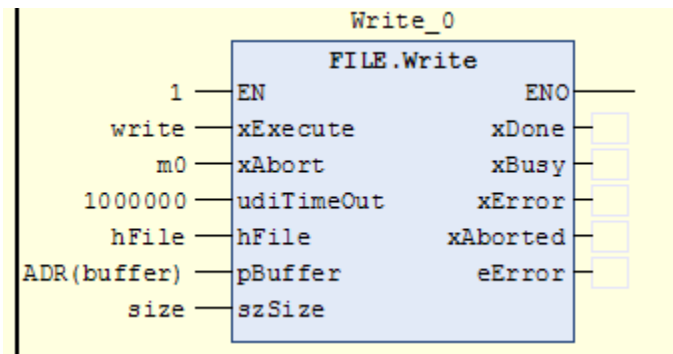 Write_0
FILE.Write
1 EN ENO
write xExecute xDone
m0 xAbort xBusy
1000000 udiTimeOut xError
hFile hFile xAborted
ADR(buffer) pBuffer eError
size szSize